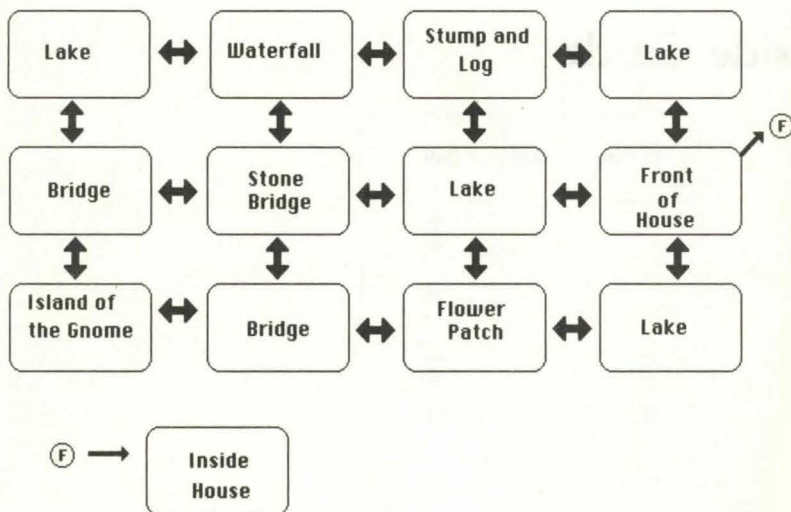 Lake
Waterfall
Stump and
Log
Lake
F
Bridge
Stone
Bridge
Lake
Front
of
House
Island of
the Gnome
Bridge
Flower
Patch
Lake
F
Inside
House